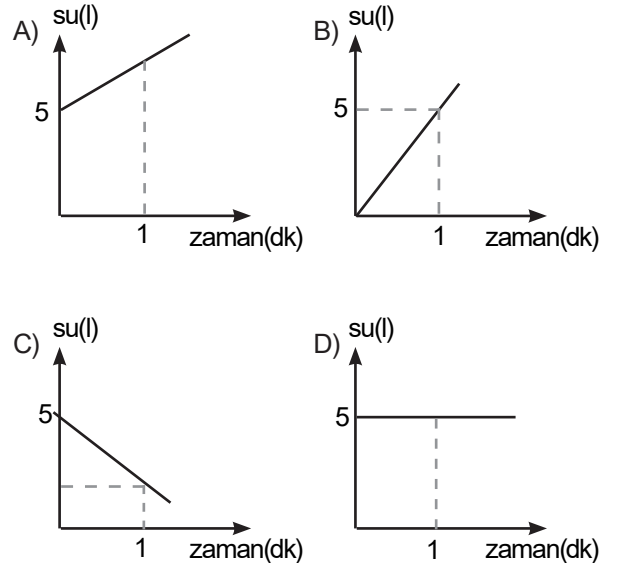 A) su(l)
5
1 zaman(dk)
B) su(l)
5
1 zaman(dk)
C) su(l)
5
1 zaman(dk)
D) su(l)
5
1 zaman(dk)